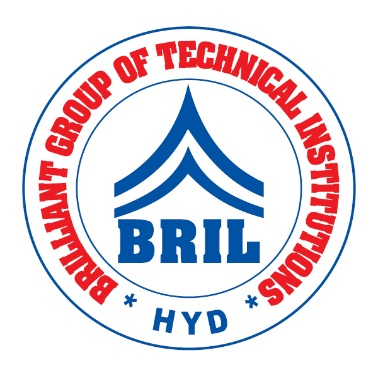 BRILLIANT GROUP OF TECHNICAL INSTITUTIONS
BRIL
* HYD *